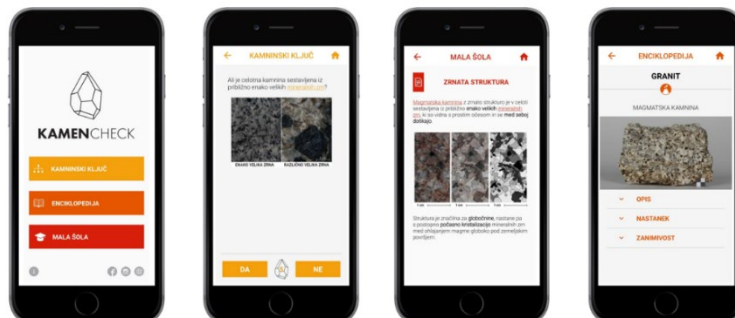 KAMENCHECK
KAMNINSKI KLJUČ
ENCIKLOPEDIJA
MALA ŠOLA
KAMNINSKI KLJUČ
Ali je celotna kamnina sestavljena iz
približno enako velikih mineralnih zrn?
ENAKO VELIKA ZRNA
RAZLIČNO VELIKA ZRNA
DA
NE
MALA ŠOLA
ZRNATA STRUKTURA
Magmatska kamnina z zrnato strukturo je v celoti
sestavljena iz približno enako velikih mineralnih
zrn, ki so vidna s prostim očesom in se med seboj
dotikajo.
Struktura je značilna za globočnine, nastane pa
s postopno počasno kristalizacijo mineralnih zrn
med ohlajanjem magme globoko pod zemeljskim
površjem.
ENCIKLOPEDIJA
GRANIT
MAGMATSKA KAMNINA
OPIS
NASTANEK
ZANIMIVOST